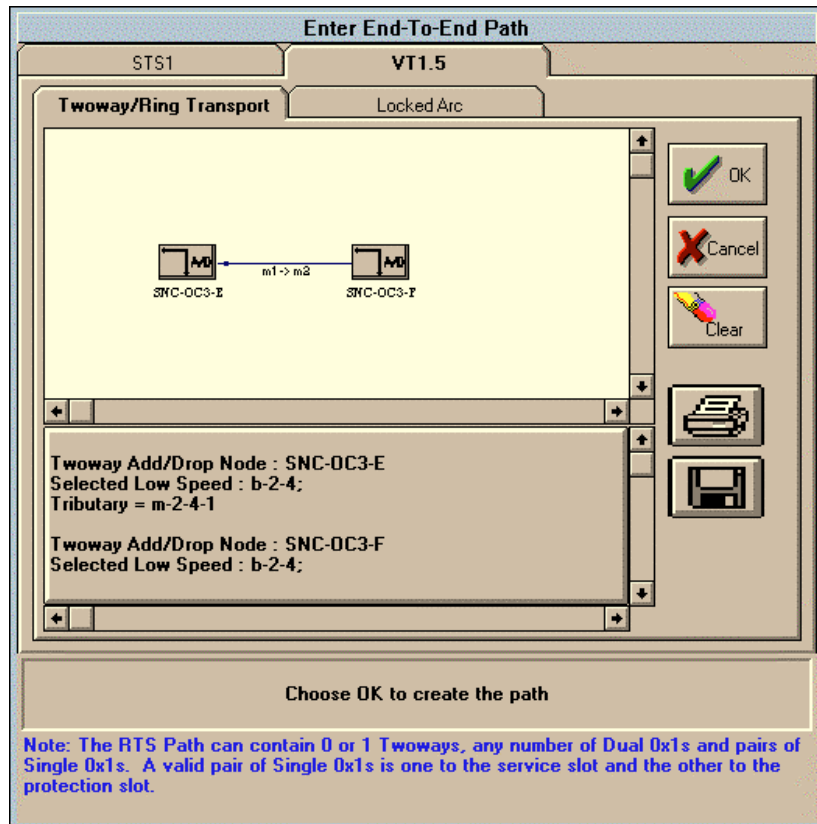 Enter End-To-End Path
STS1
VT1.5
Twoway/Ring Transport
Locked Arc
OK
Cancel
Clear
A/D
m1-> m2
A/D
SNC-OC3-E
SNC-OC3-F
Twoway Add/Drop Node : SNC-OC3-E
Selected Low Speed : b-2-4;
Tributary = m-2-4-1
Twoway Add/Drop Node : SNC-OC3-F
Selected Low Speed : b-2-4;
Choose OK to create the path
Note: The RTS Path can contain 0 or 1 Twoways, any number of Dual 0x1s and pairs of
Single 0x1s. A valid pair of Single 0x1s is one to the service slot and the other to the
protection slot.